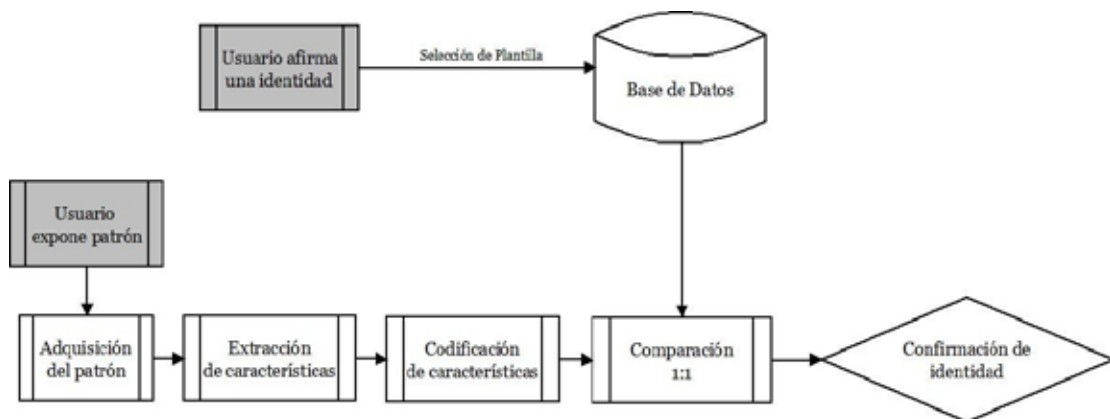 Usuario afirma
una identidad
Selección de Plantilla
Base de Datos
Usuario
expone patrón
Adquisición
del patrón
Extracción
de características
Codificación
de características
Comparación
1:1
Confirmación de
identidad